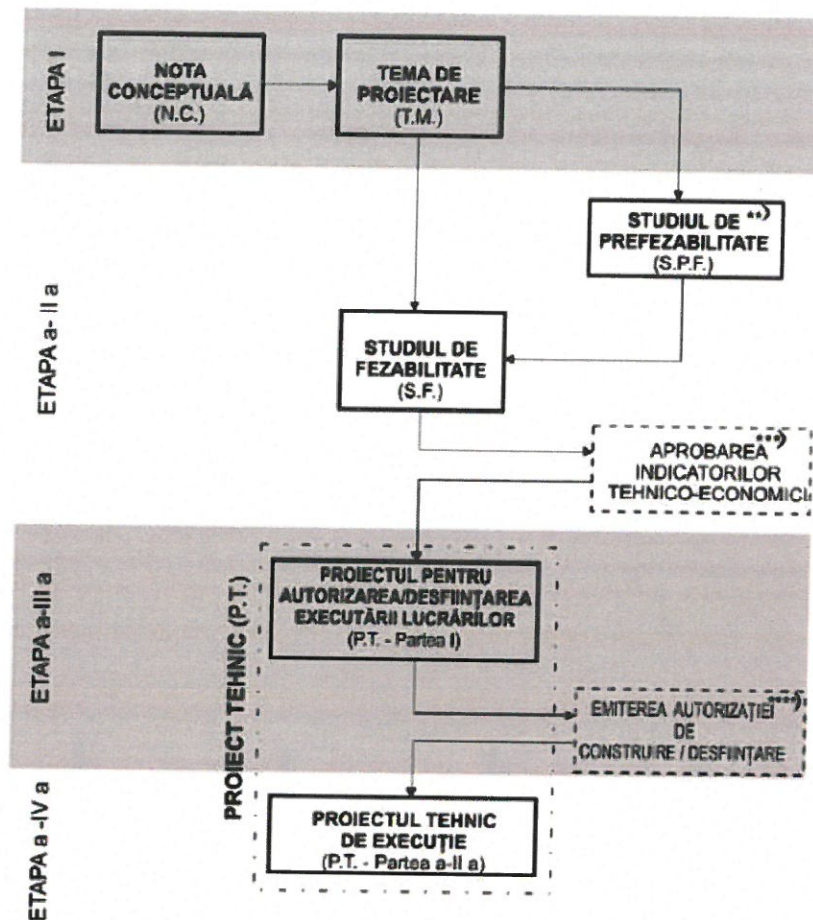 ETAPA I
NOTA
CONCEPTUALĂ
(N.C.)
TEMA DE
PROIECTARE
(T.M.)
ETAPA a- II a
STUDIUL DE **)
PREFEZABILITATE
(S.P.F.)
STUDIUL DE
FEZABILITATE
(S.F.)
***)
APROBAREA
INDICATORILOR
TEHNICO-ECONOMICI
ETAPA a-III a
PROIECT TEHNIC (P.T.)
PROIECTUL PENTRU
AUTORIZAREA/DESFIINȚAREA
EXECUTĂRII LUCRĂRILOR
(P.T. - Partea I)
****)
EMITEREA AUTORIZAȚIEI
DE
CONSTRUIRE / DESFIINȚARE
ETAPA a -IV a
PROIECTUL TEHNIC
DE EXECUȚIE
(P.T. - Partea a-II a)